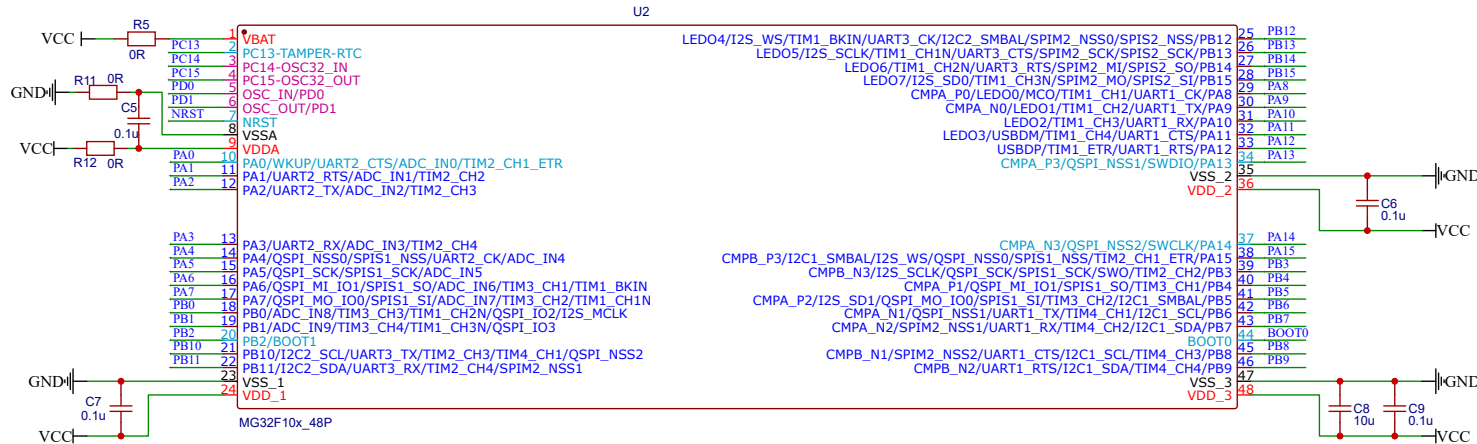 U2
VCC
R5
0R
1
VBAT
PC13
2
PC13-TAMPER-RTC
PC14
3
PC14-OSC32_IN
PC15
4
PC15-OSC32_OUT
R11
0R
GND
PD0
5
OSC_IN/PD0
PD1
6
OSC_OUT/PD1
C5
0.1u
NRST
7
NRST
8
VSSA
VCC
R12
0R
9
VDDA
PA0
10
PA0/WKUP/UART2_CTS/ADC_IN0/TIM2_CH1_ETR
PA1
11
PA1/UART2_RTS/ADC_IN1/TIM2_CH2
PA2
12
PA2/UART2_TX/ADC_IN2/TIM2_CH3
PA3
13
PA3/UART2_RX/ADC_IN3/TIM2_CH4
PA4
14
PA4/QSPI_NSS0/SPIS1_NSS/UART2_CK/ADC_IN4
PA5
15
PA5/QSPI_SCK/SPIS1_SCK/ADC_IN5
PA6
16
PA6/QSPI_MI_IO1/SPIS1_SO/ADC_IN6/TIM3_CH1/TIM1_BKIN
PA7
17
PA7/QSPI_MO_IO0/SPIS1_SI/ADC_IN7/TIM3_CH2/TIM1_CH1N
PB0
18
PB0/ADC_IN8/TIM3_CH3/TIM1_CH2N/QSPI_IO2/I2S_MCLK
PB1
19
PB1/ADC_IN9/TIM3_CH4/TIM1_CH3N/QSPI_IO3
PB2
20
PB2/BOOT1
PB10
21
PB10/I2C2_SCL/UART3_TX/TIM2_CH3/TIM4_CH1/QSPI_NSS2
PB11
22
PB11/I2C2_SDA/UART3_RX/TIM2_CH4/SPIM2_NSS1
GND
23
VSS_1
24
VDD_1
C7
0.1u
VCC
MG32F10x_48P
LEDO4/I2S_WS/TIM1_BKIN/UART3_CK/I2C2_SMBAL/SPIM2_NSS0/SPIS2_NSS/PB12
25
PB12
LEDO5/I2S_SCLK/TIM1_CH1N/UART3_CTS/SPIM2_SCK/SPIS2_SCK/PB13
26
PB13
LEDO6/TIM1_CH2N/UART3_RTS/SPIM2_MI/SPIS2_SO/PB14
27
PB14
LEDO7/I2S_SD0/TIM1_CH3N/SPIM2_MO/SPIS2_SI/PB15
28
PB15
CMPA_P0/LEDO0/MCO/TIM1_CH1/UART1_CK/PA8
29
PA8
CMPA_N0/LEDO1/TIM1_CH2/UART1_TX/PA9
30
PA9
LEDO2/TIM1_CH3/UART1_RX/PA10
31
PA10
LEDO3/USBDM/TIM1_CH4/UART1_CTS/PA11
32
PA11
USBDP/TIM1_ETR/UART1_RTS/PA12
33
PA12
CMPA_P3/QSPI_NSS1/SWDIO/PA13
34
PA13
VSS_2
35
GND
VDD_2
36
C6
0.1u
VCC
CMPA_N3/QSPI_NSS2/SWCLK/PA14
37
PA14
CMPB_P3/I2C1_SMBAL/I2S_WS/QSPI_NSS0/SPIS1_NSS/TIM2_CH1_ETR/PA15
38
PA15
CMPB_N3/I2S_SCLK/QSPI_SCK/SPIS1_SCK/SWO/TIM2_CH2/PB3
39
PB3
CMPA_P1/QSPI_MI_IO1/SPIS1_SO/TIM3_CH1/PB4
40
PB4
CMPA_P2/I2S_SD1/QSPI_MO_IO0/SPIS1_SI/TIM3_CH2/I2C1_SMBAL/PB5
41
PB5
CMPA_N1/QSPI_NSS1/UART1_TX/TIM4_CH1/I2C1_SCL/PB6
42
PB6
CMPA_N2/SPIM2_NSS1/UART1_RX/TIM4_CH2/I2C1_SDA/PB7
43
PB7
BOOT0
44
BOOT0
CMPB_N1/SPIM2_NSS2/UART1_CTS/I2C1_SCL/TIM4_CH3/PB8
45
PB8
CMPB_N2/UART1_RTS/I2C1_SDA/TIM4_CH4/PB9
46
PB9
VSS_3
47
GND
VDD_3
48
C8
10u
C9
0.1u
VCC